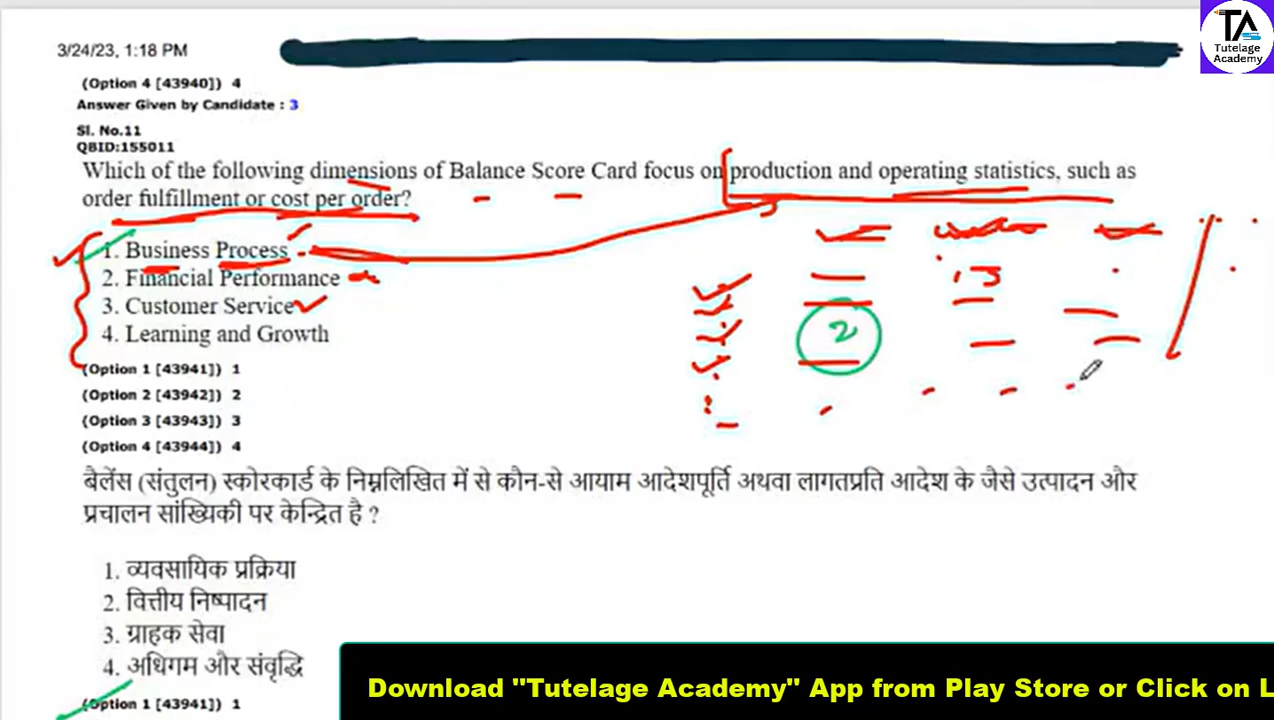 3/24/23, 1:18 PM
TA
Tutelage
Academy
(Option 4 [43940]) 4
Answer Given by Candidate : 3
Sl. No.11
QBID:155011
Which of the following dimensions of Balance Score Card focus on production and operating statistics, such as
order fulfillment or cost per order?
1. Business Process
2. Financial Performance
3. Customer Service
4. Learning and Growth
2
(Option 1 [43941]) 1
(Option 2 [43942]) 2
(Option 3 [43943]) 3
(Option 4 [43944]) 4
बैलेंस (संतुलन) स्कोरकार्ड के निम्नलिखित में से कौन-से आयाम आदेशपूर्ति अथवा लागतप्रति आदेश के जैसे उत्पादन और
प्रचालन सांख्यिकी पर केन्द्रित है ?
1. व्यवसायिक प्रक्रिया
2. वित्तीय निष्पादन
3. ग्राहक सेवा
4. अधिगम और संवृद्धि
(Option 1 [43941]) 1
Download "Tutelage Academy" App from Play Store or Click on L